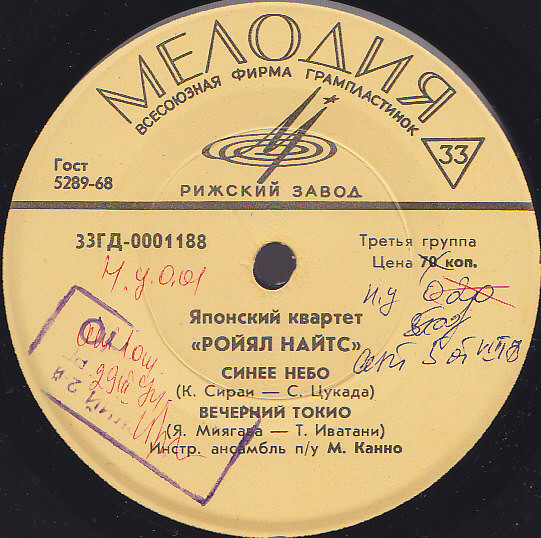 МЕЛОДИЯ
ВСЕСОЮЗНАЯ ФИРМА ГРАМПЛАСТИНОК
33
Гост
5289-68
РИЖСКИЙ ЗАВОД
33ГД-0001188
Третья группа
Цена 70 коп.
Японский квартет
«РОЙЯЛ НАЙТС»
СИНЕЕ НЕБО
(К. Сираи — С. Цукада)
ВЕЧЕРНИЙ ТОКИО
(Я. Миягава — Т. Иватани)
Инстр. ансамбль п/у М. Канно